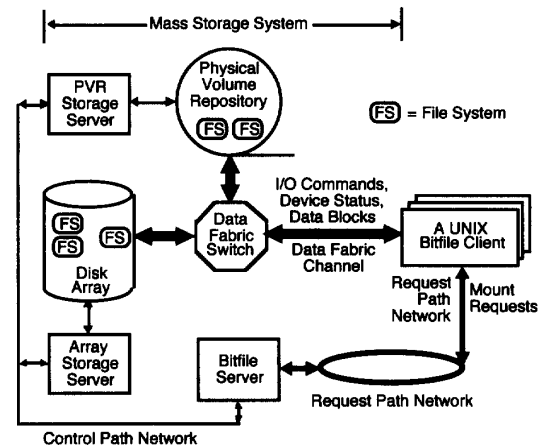 Mass Storage System
PVR
Storage
Server
Physical
Volume
Repository
FS FS
FS = File System
I/O Commands,
Device Status,
Data Blocks
FS
FS
FS
Disk
Array
Data
Fabric
Switch
Data Fabric
Channel
A UNIX
Bitfile Client
Request
Path
Network
Mount
Requests
Array
Storage
Server
Bitfile
Server
Request Path Network
Control Path Network